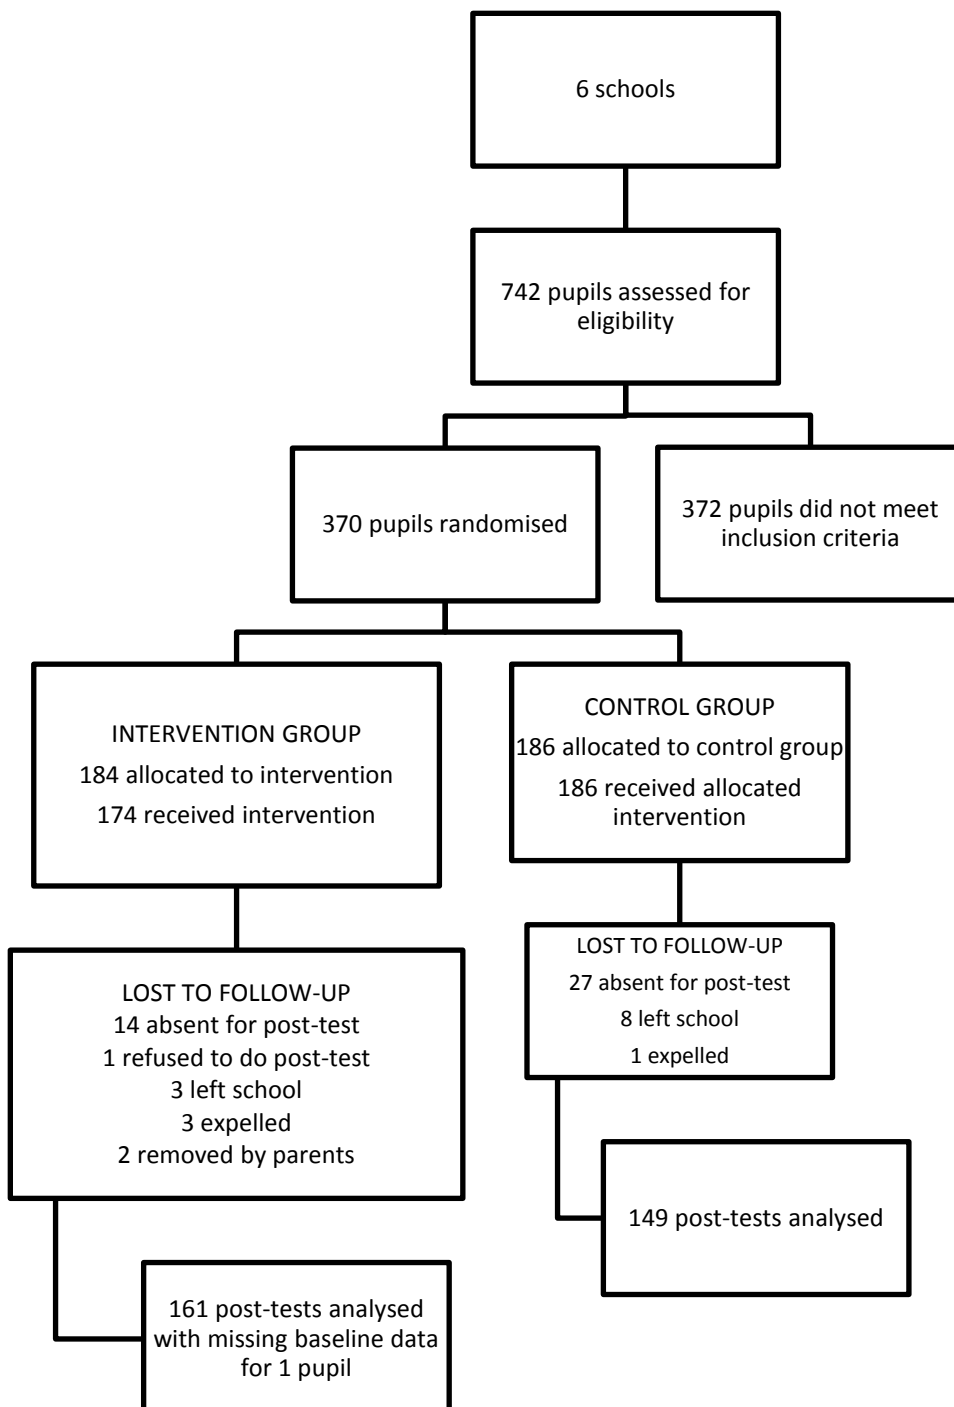 6 schools
742 pupils assessed for
eligibility
370 pupils randomised
372 pupils did not meet
inclusion criteria
INTERVENTION GROUP
184 allocated to intervention
174 received intervention
CONTROL GROUP
186 allocated to control group
186 received allocated
intervention
LOST TO FOLLOW-UP
14 absent for post-test
1 refused to do post-test
3 left school
3 expelled
2 removed by parents
LOST TO FOLLOW-UP
27 absent for post-test
8 left school
1 expelled
149 post-tests analysed
161 post-tests analysed
with missing baseline data
for 1 pupil